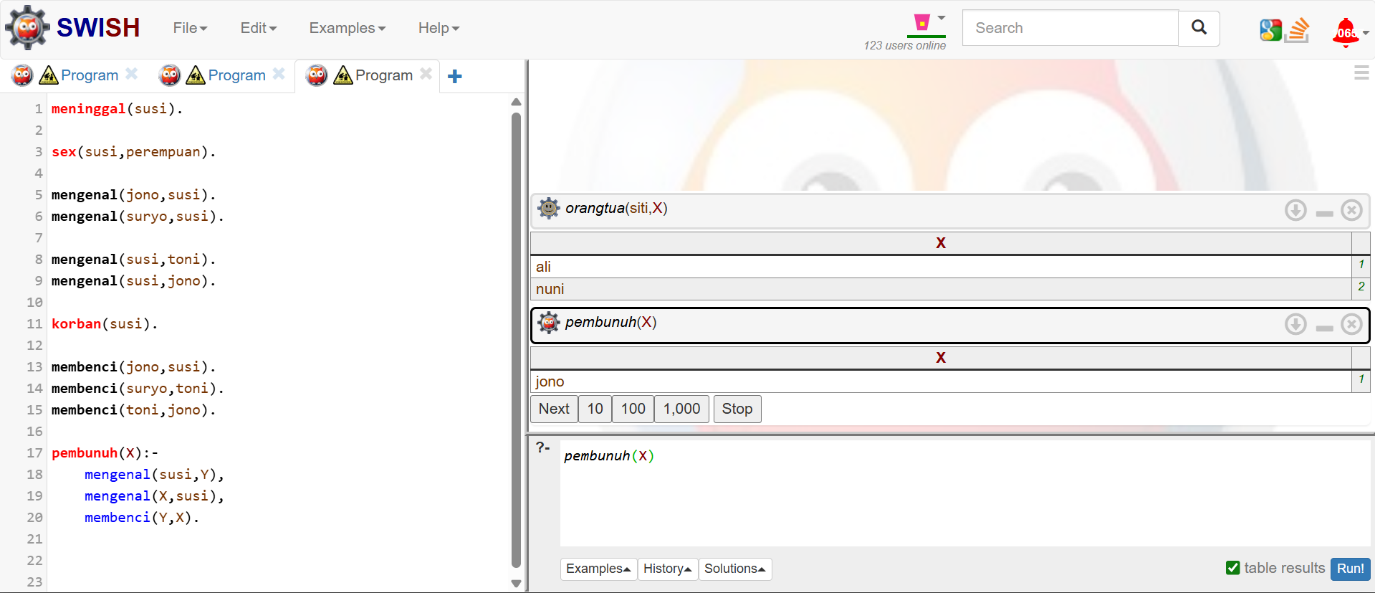 SWISH File Edit Examples Help 123 users online Search
Program Program Program
1 meninggal(susi).
2
3 sex(susi,perempuan).
4
5 mengenal(jono,susi).
6 mengenal(suryo,susi).
7
8 mengenal(susi,toni).
9 mengenal(susi,jono).
10
11 korban(susi).
12
13 membenci(jono,susi).
14 membenci(suryo,toni).
15 membenci(toni,jono).
16
17 pembunuh(X):-
18 mengenal(susi,Y),
19 mengenal(X,susi),
20 membenci(Y,X).
21
22
23
orangtua(siti,X)
X
ali 1
nuni 2
pembunuh(X)
X
jono 1
Next 10 100 1,000 Stop
?- pembunuh(X)
Examples History Solutions table results Run!